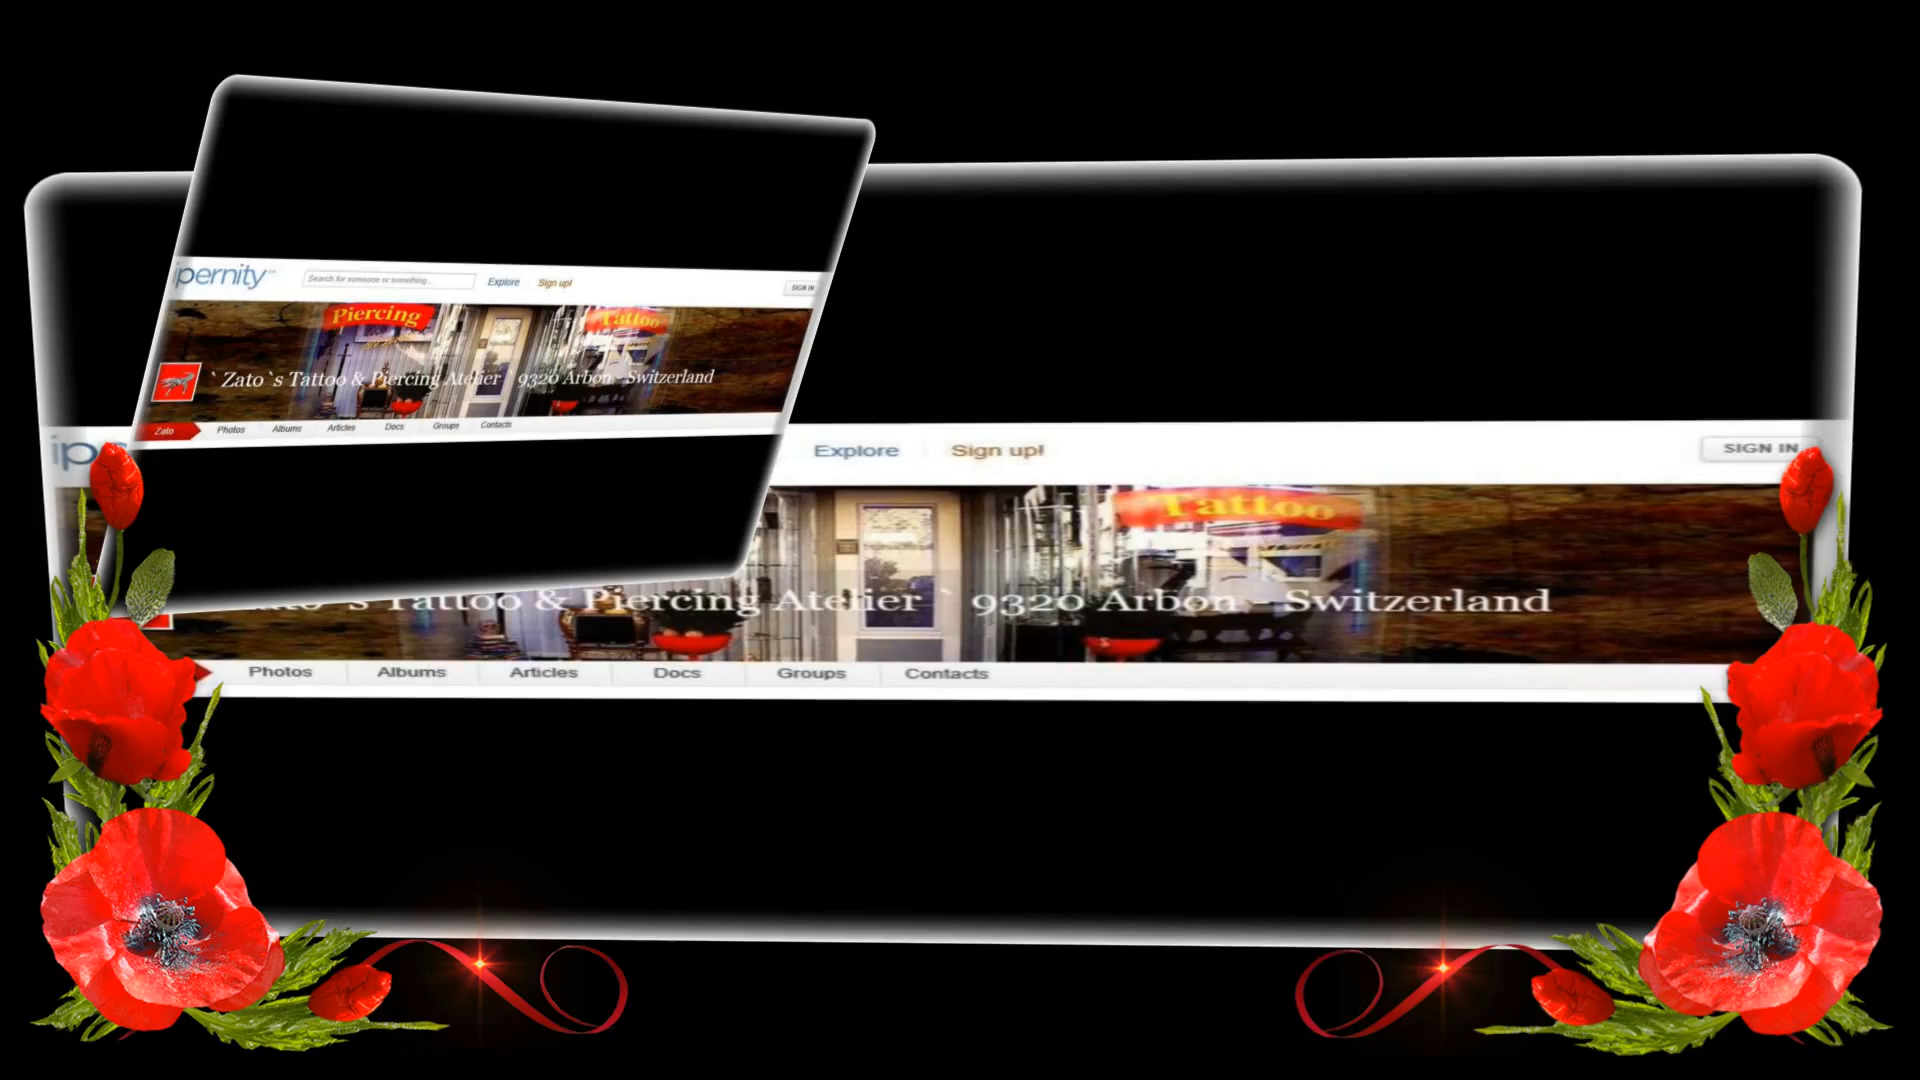 ipernity
Search for someone or something...
Explore
Sign up!
SIGN IN
Piercing
Tattoo
` Zato`s Tattoo & Piercing Atelier ` 9320 Arbon - Switzerland
Zato
Photos
Albums
Articles
Docs
Groups
Contacts
ip
Explore
Sign up!
SIGN IN
Tattoo
`s Tattoo & Piercing Atelier ` 9320 Arbon - Switzerland
Photos
Albums
Articles
Docs
Groups
Contacts